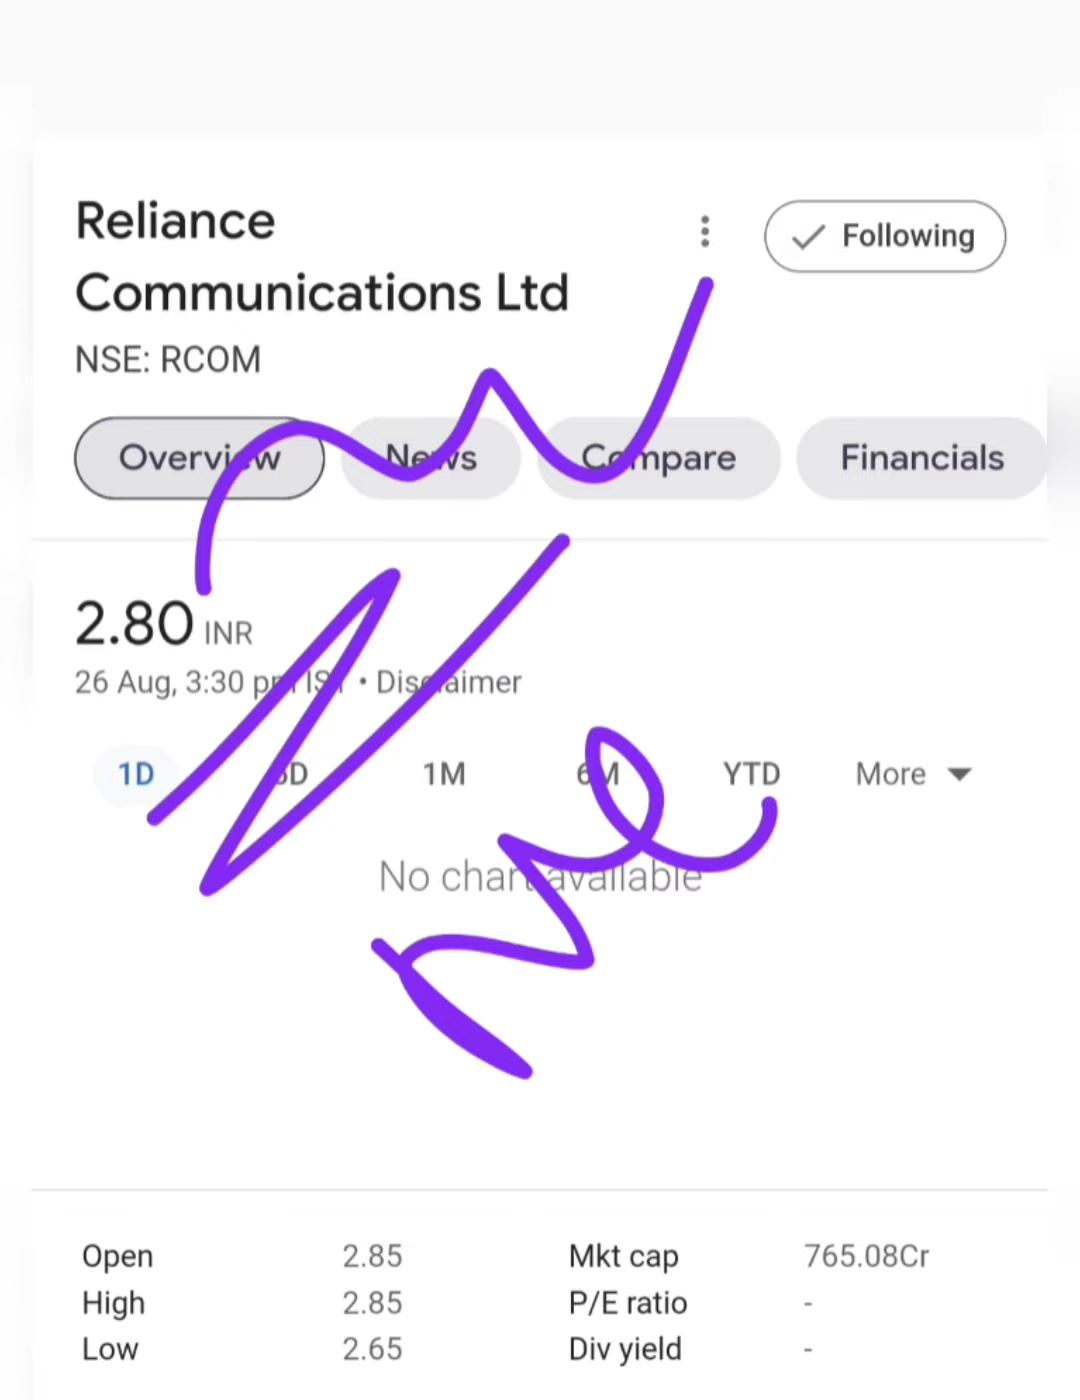 Reliance
Communications Ltd
Following
NSE: RCOM
Overview News Compare Financials
2.80 INR
26 Aug, 3:30 pm IST • Disclaimer
1D 5D 1M 6M YTD More
No chart available
Open 2.85 Mkt cap 765.08Cr
High 2.85 P/E ratio -
Low 2.65 Div yield -